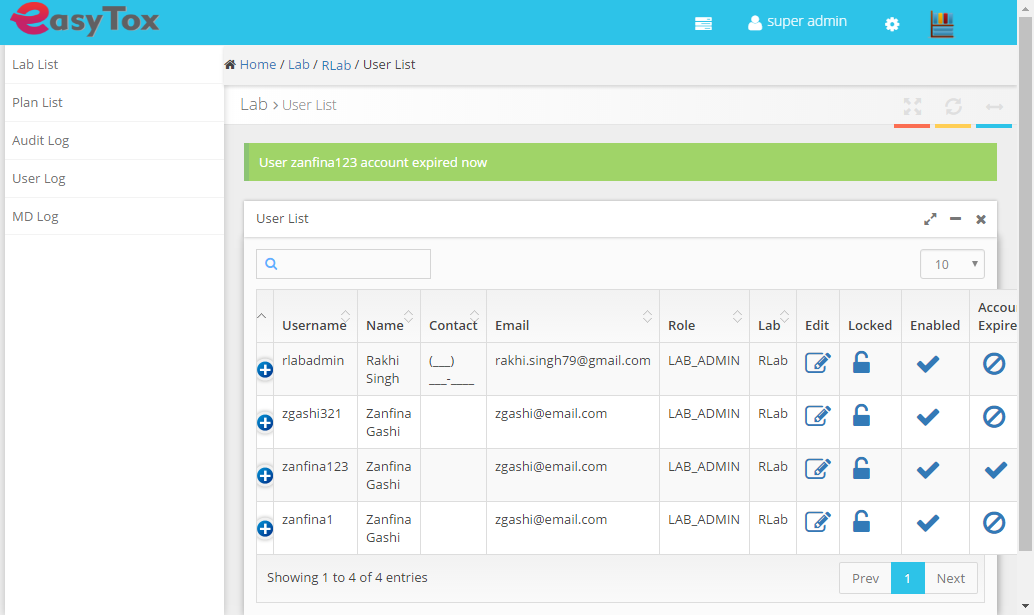 easyTox
super admin
Lab List
Plan List
Audit Log
User Log
MD Log
Home / Lab / RLab / User List
Lab > User List
User zanfina123 account expired now
User List
10
Username Name Contact Email Role Lab Edit Locked Enabled Accou
Expire
rlabadmin Rakhi (___) rakhi.singh79@gmail.com LAB_ADMIN RLab
Singh ___-____
zgashi321 Zanfina zgashi@email.com LAB_ADMIN RLab
Gashi
zanfina123 Zanfina zgashi@email.com LAB_ADMIN RLab
Gashi
zanfina1 Zanfina zgashi@email.com LAB_ADMIN RLab
Gashi
Showing 1 to 4 of 4 entries
Prev 1 Next